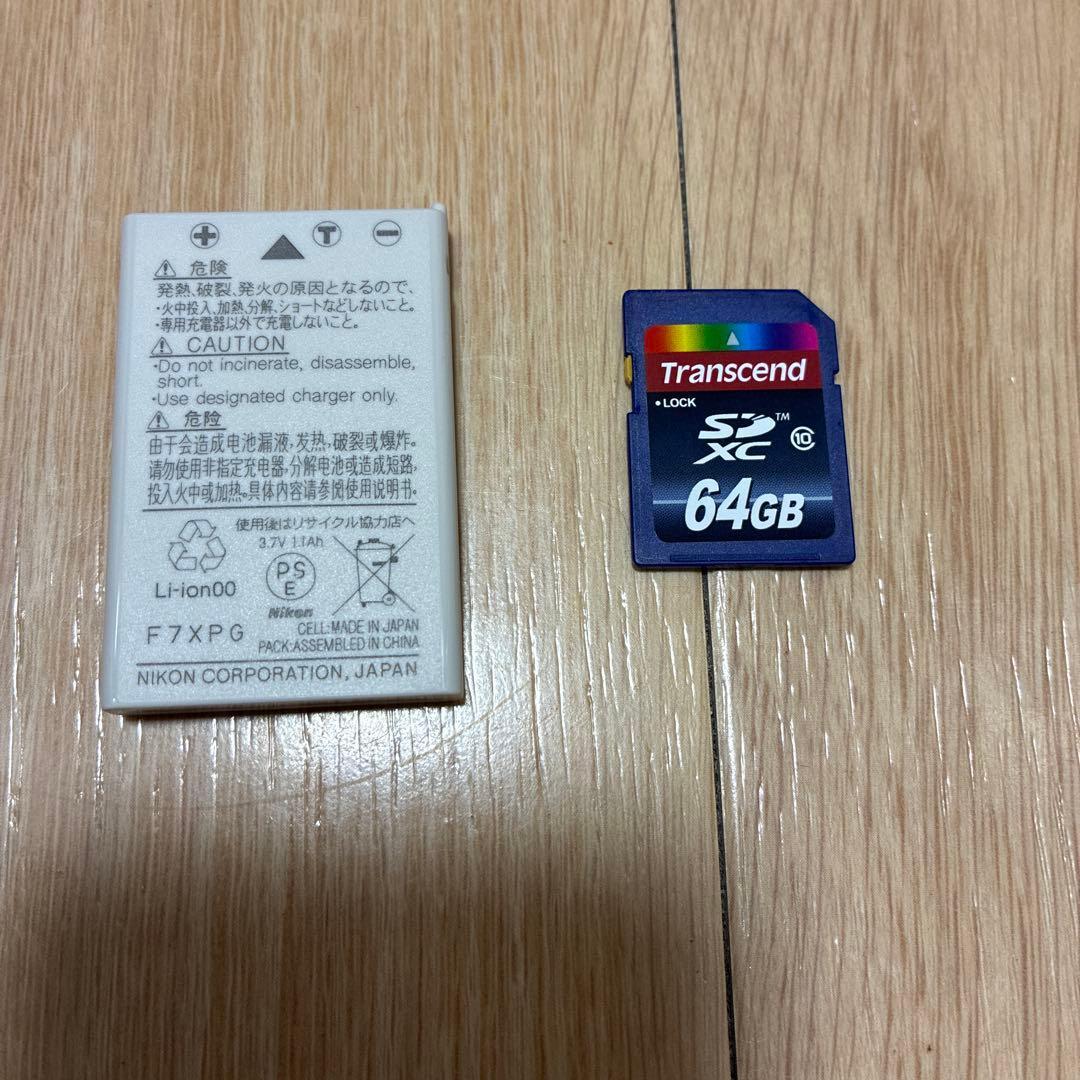 + T −
⚠ 危険
発熱、破裂、発火の原因となるので、
・火中投入、加熱、分解、ショートなどしないこと。
・専用充電器以外で充電しないこと。
⚠ CAUTION
・Do not incinerate, disassemble,
short.
・Use designated charger only.
⚠ 危险
由于会造成电池漏液，发热，破裂或爆炸。
请勿使用非指定充电器，分解电池或造成短路，
投入火中或加热。具体内容请参阅使用说明书。
使用後はリサイクル協力店へ
3.7V 1.1Ah
Li-ion00
PS
E
Nikon
F7XPG
CELL:MADE IN JAPAN
PACK:ASSEMBLED IN CHINA
NIKON CORPORATION, JAPAN
Transcend
•LOCK
SD™
XC
10
64GB